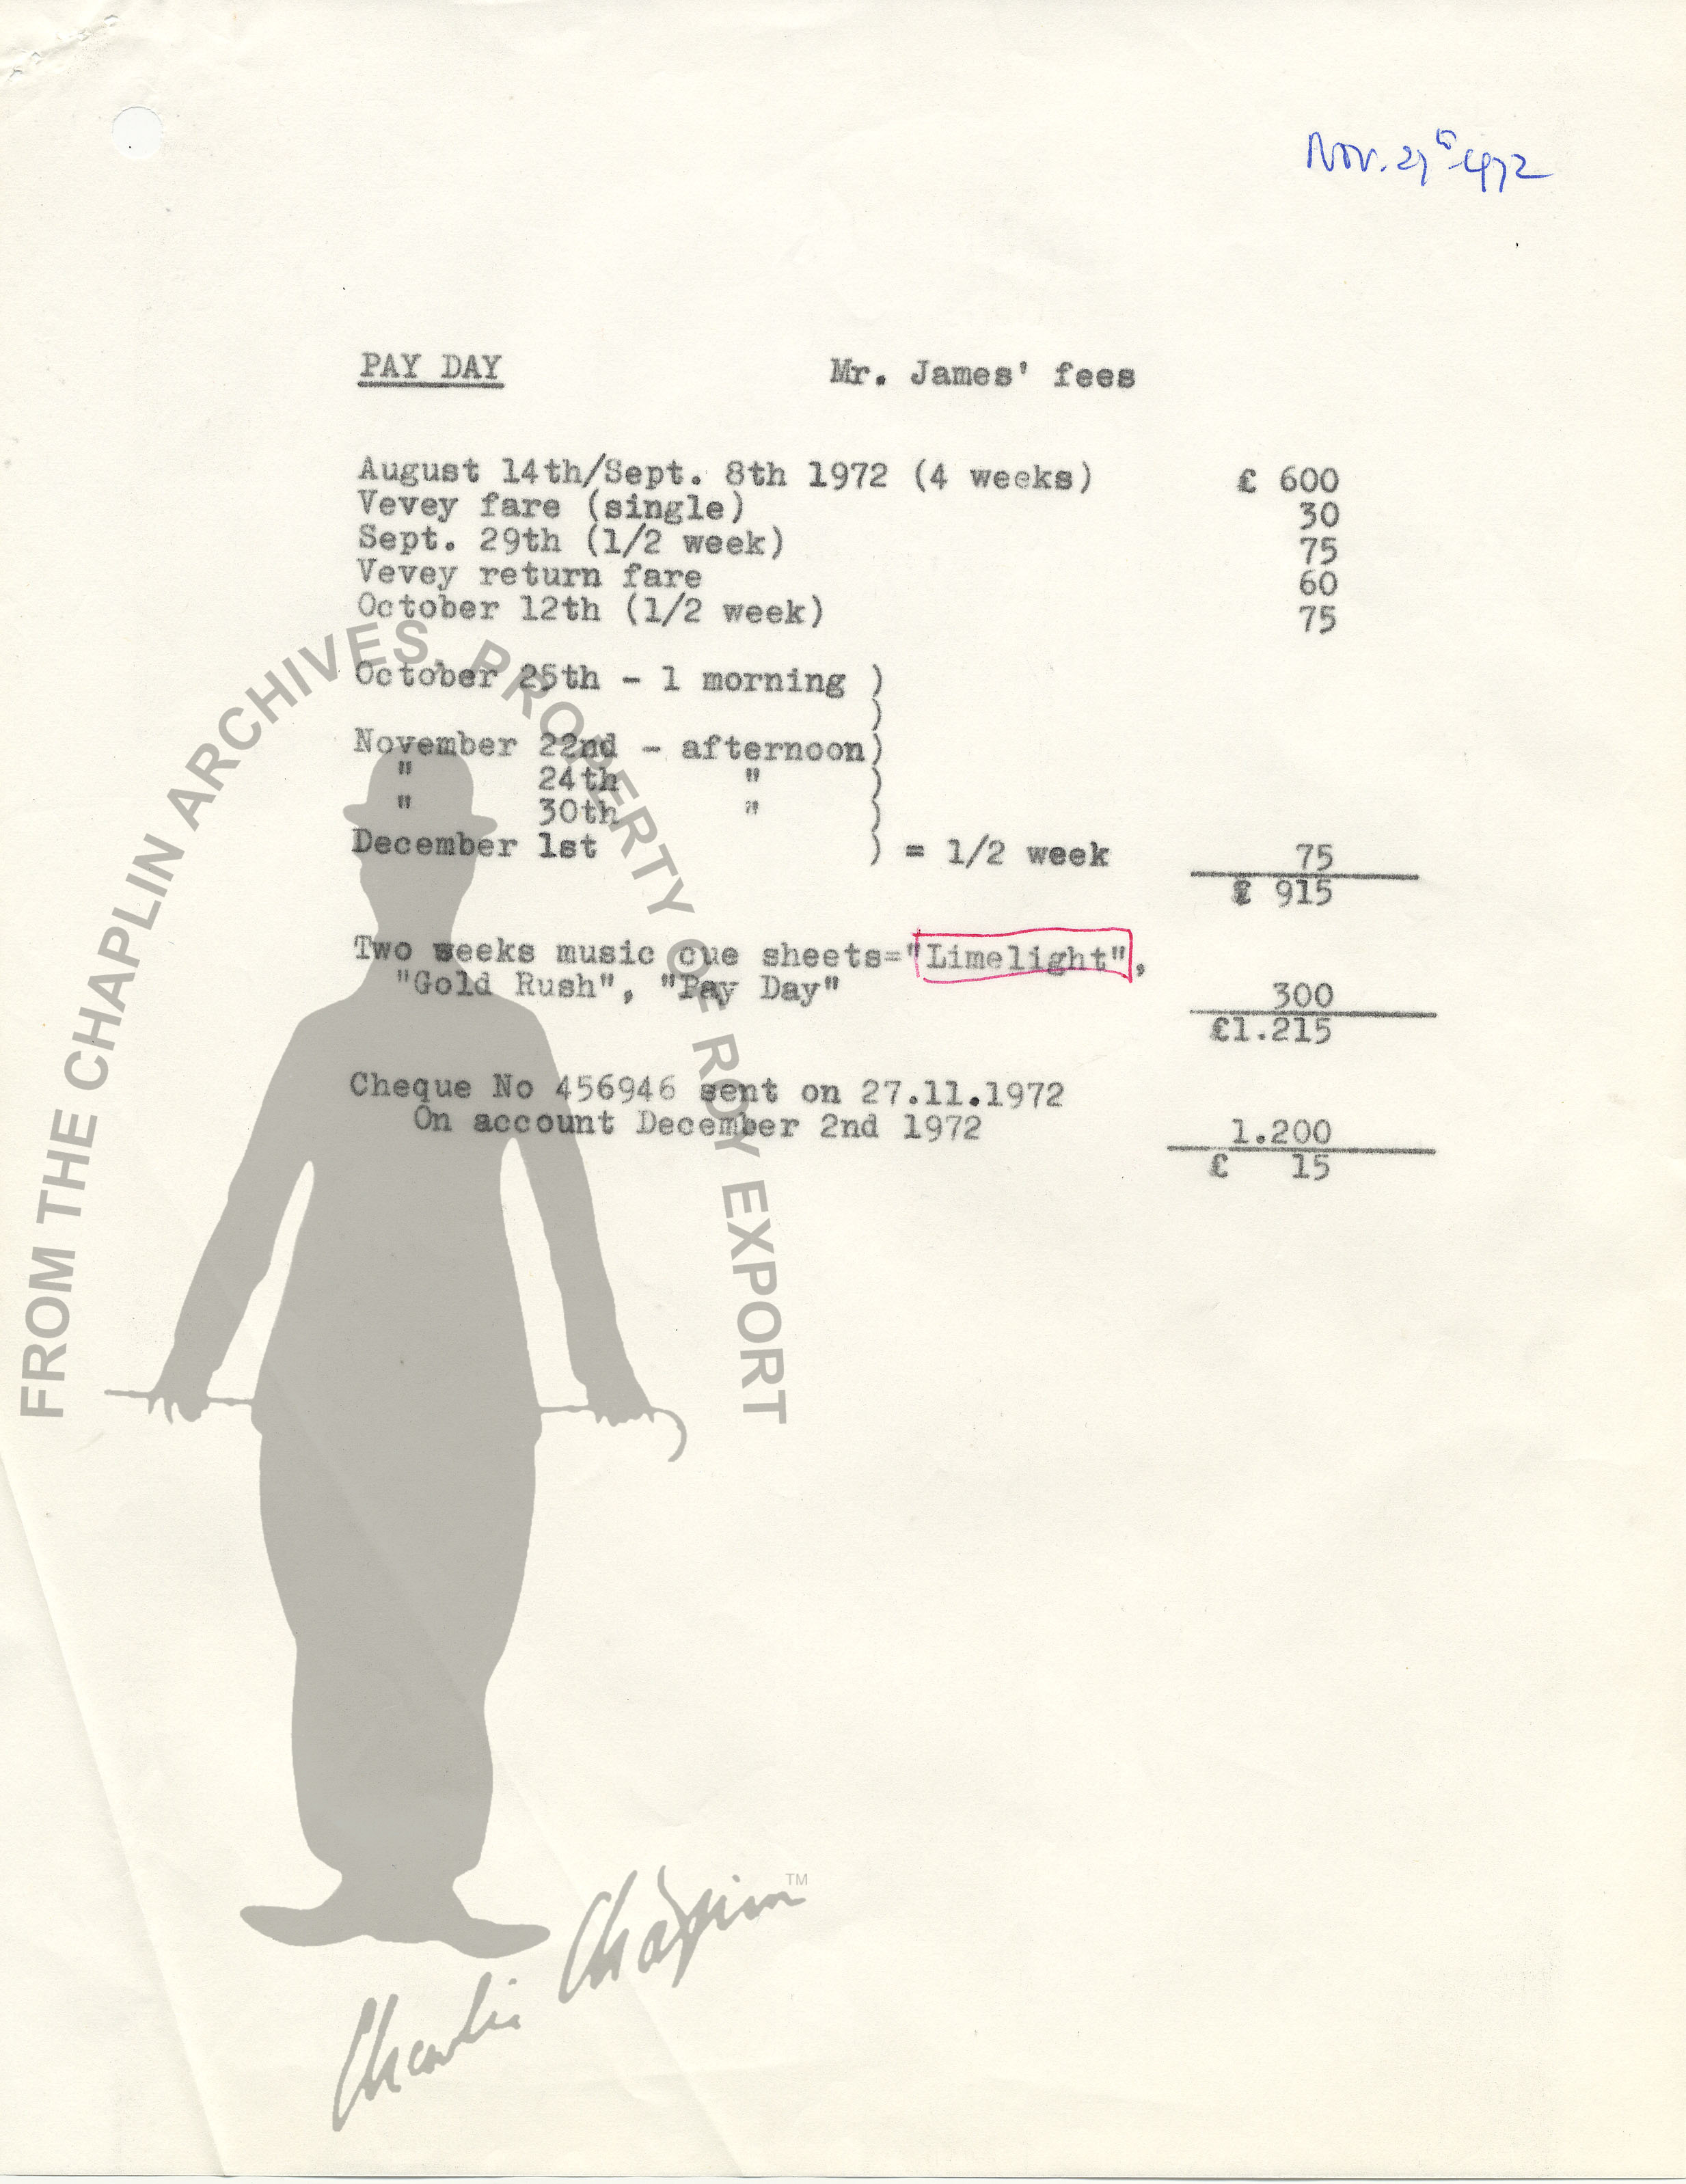 Nov. 27th 1972
PAY DAY Mr. James' fees
August 14th/Sept. 8th 1972 (4 weeks) £ 600
Vevey fare (single) 30
Sept. 29th (1/2 week) 75
Vevey return fare 60
October 12th (1/2 week) 75
October 25th - 1 morning )
)
November 22nd - afternoon)
" 24th " )
" 30th " )
December 1st ) = 1/2 week 75
£ 915
Two weeks music cue sheets="Limelight",
"Gold Rush", "Pay Day" 300
£1.215
Cheque No 456946 sent on 27.11.1972
On account December 2nd 1972 1.200
£ 15
FROM THE CHAPLIN ARCHIVES, PROPERTY OF ROY EXPORT
Charlie Chaplin TM